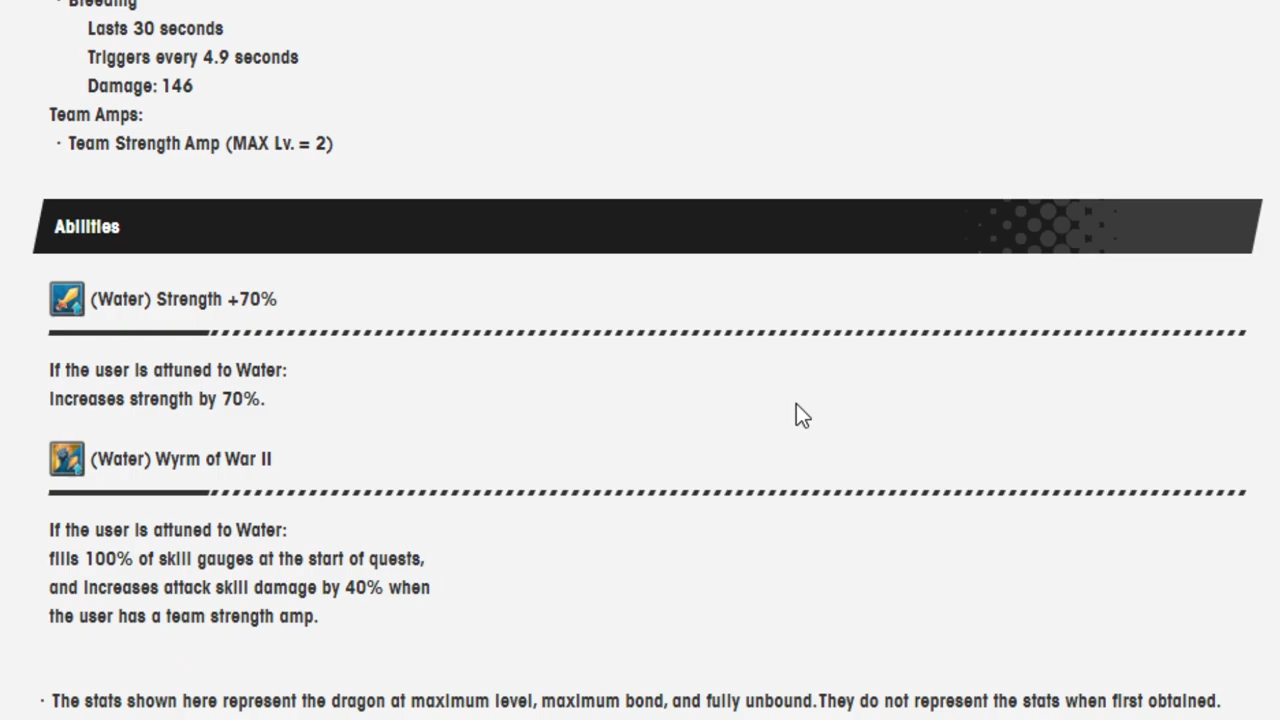 · Bleeding
Lasts 30 seconds
Triggers every 4.9 seconds
Damage: 146
Team Amps:
· Team Strength Amp (MAX Lv. = 2)
Abilities
(Water) Strength +70%
If the user is attuned to Water:
Increases strength by 70%.
(Water) Wyrm of War II
If the user is attuned to Water:
fills 100% of skill gauges at the start of quests,
and increases attack skill damage by 40% when
the user has a team strength amp.
· The stats shown here represent the dragon at maximum level, maximum bond, and fully unbound. They do not represent the stats when first obtained.